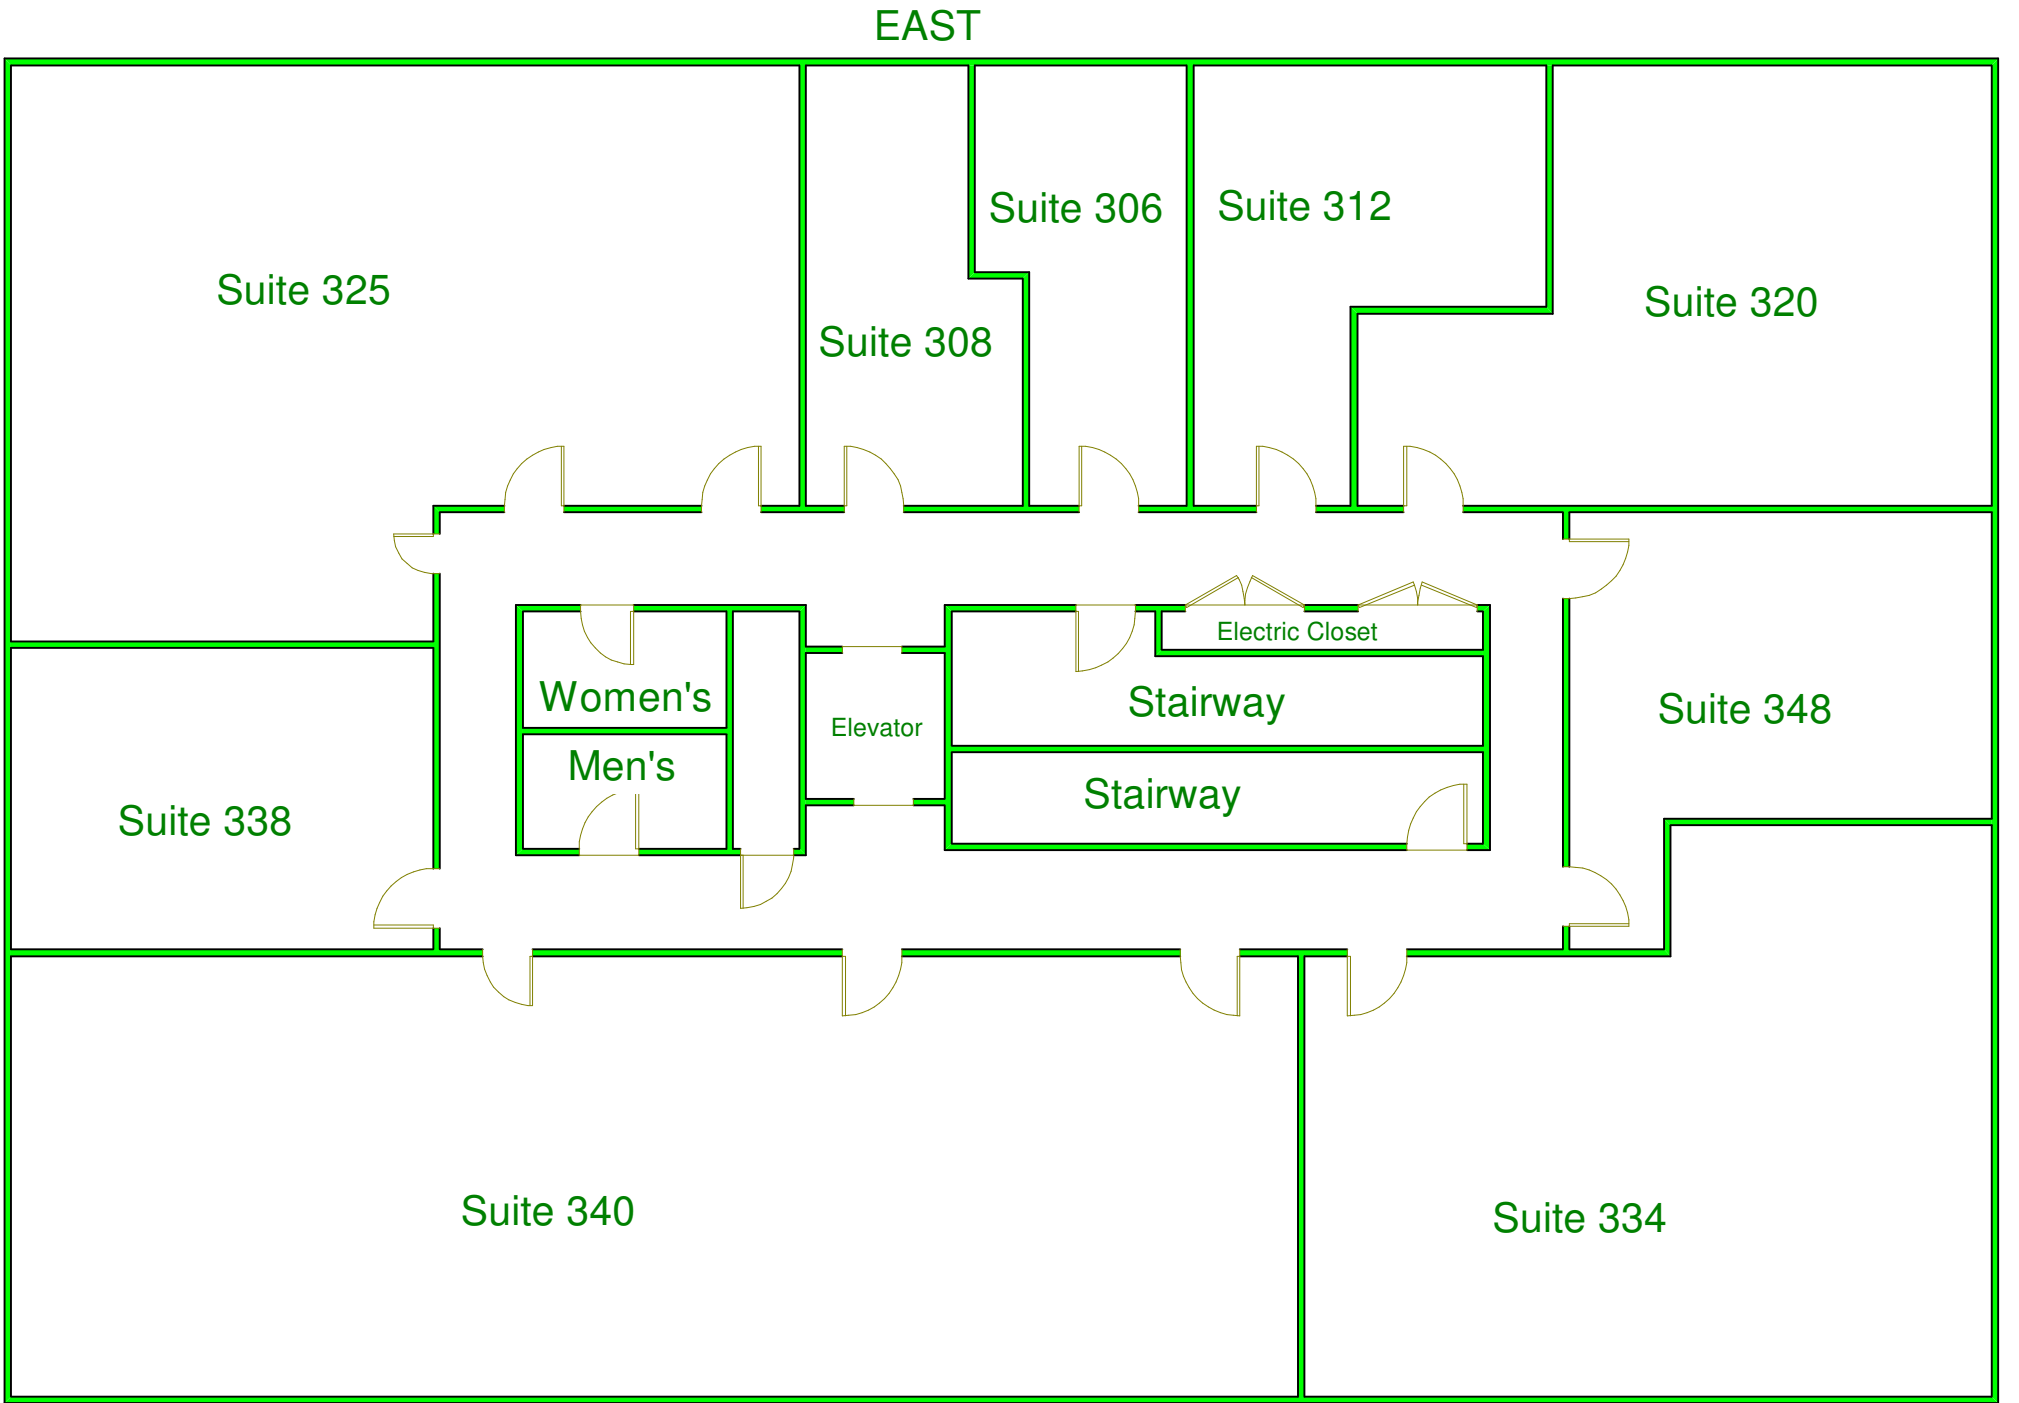 EAST
Suite 325
Suite 308
Suite 306
Suite 312
Suite 320
Electric Closet
Women's
Elevator
Stairway
Suite 348
Men's
Stairway
Suite 338
Suite 340
Suite 334